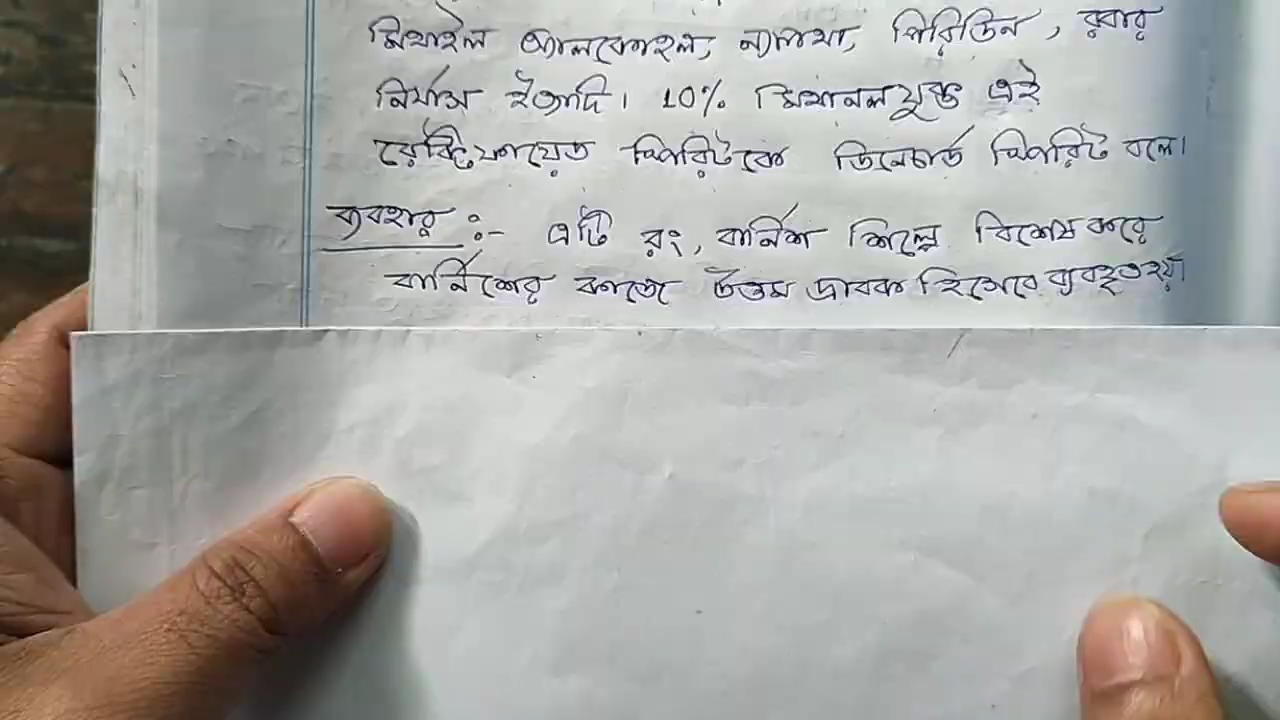 মিথাইল অ্যালকোহল, ন্যাপথা, পিরিডিন, রবার
নির্যাস ইত্যাদি। 10% মিথানলযুক্ত এই
রেক্টিফায়েড স্পিরিটকে ডিনেচার্ড স্পিরিট বলে।
ব্যবহার :- এটি রং, বার্নিশ শিল্পে বিশেষ করে
বার্নিশের কাজে উত্তম দ্রাবক হিসেবে ব্যবহৃত হয়।